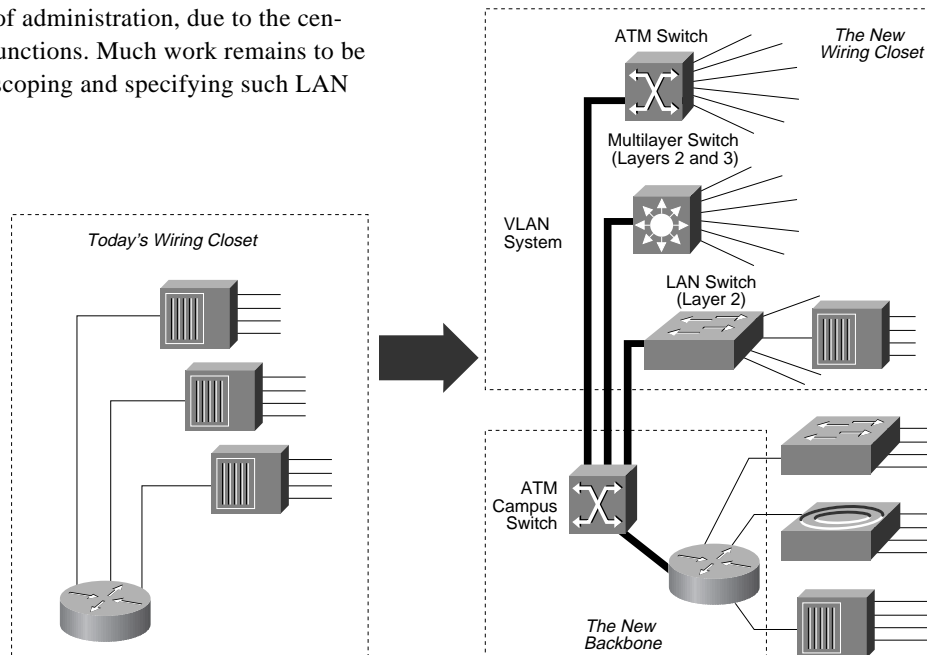 of administration, due to the cen-
unctions. Much work remains to be
scoping and specifying such LAN
Today's Wiring Closet
ATM Switch
The New
Wiring Closet
Multilayer Switch
(Layers 2 and 3)
VLAN
System
LAN Switch
(Layer 2)
ATM
Campus
Switch
The New
Backbone